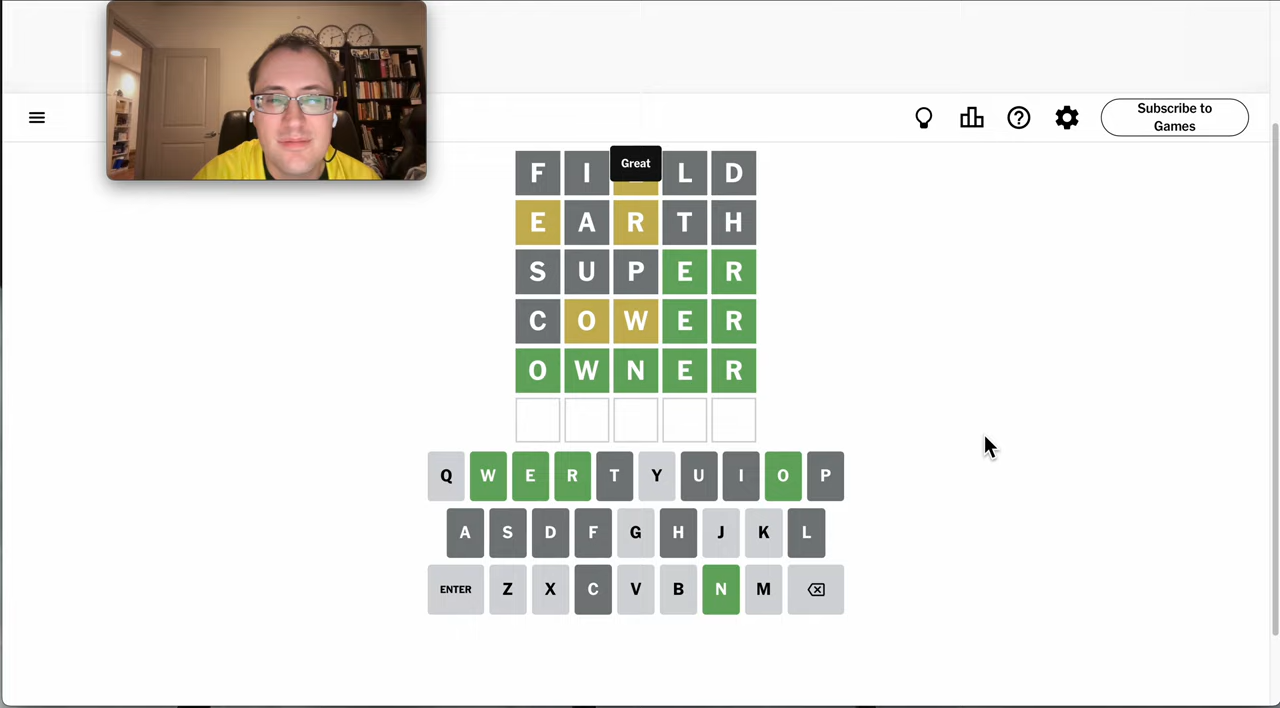 Subscribe to
Games
Great
F I L D
E A R T H
S U P E R
C O W E R
O W N E R
Q W E R T Y U I O P
A S D F G H J K L
ENTER Z X C V B N M